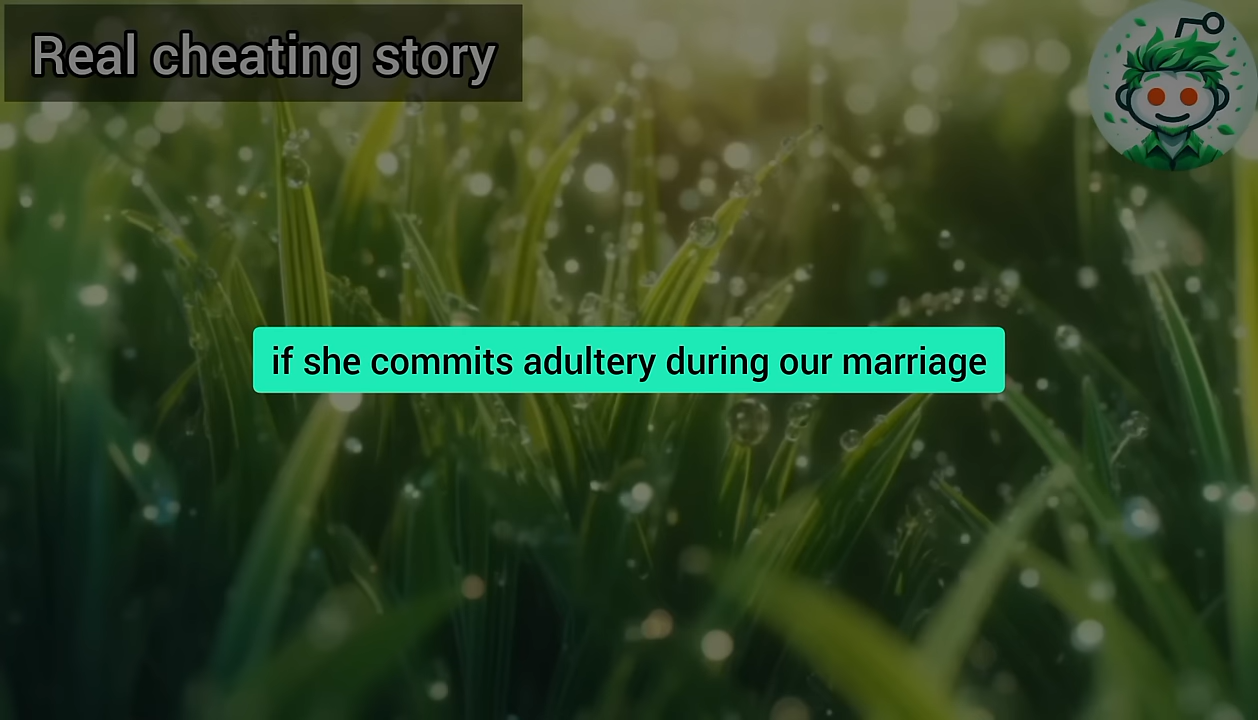 Real cheating story
if she commits adultery during our marriage